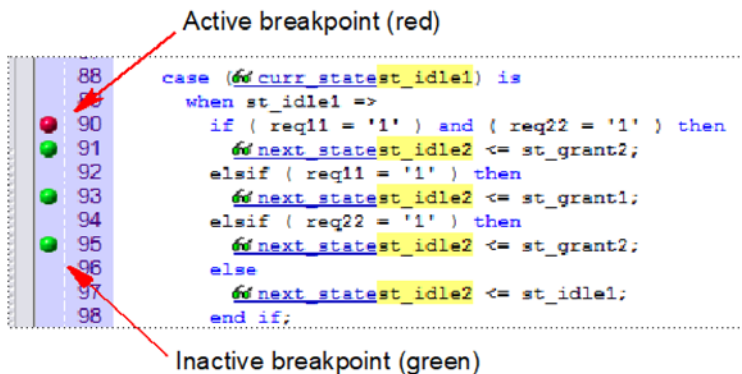 Active breakpoint (red)
88 case (curr_statest_idle1) is
89 when st_idle1 =>
90 if ( req11 = '1' ) and ( req22 = '1' ) then
91 next_statest_idle2 <= st_grant2;
92 elsif ( req11 = '1' ) then
93 next_statest_idle2 <= st_grant1;
94 elsif ( req22 = '1' ) then
95 next_statest_idle2 <= st_grant2;
96 else
97 next_statest_idle2 <= st_idle1;
98 end if;
Inactive breakpoint (green)